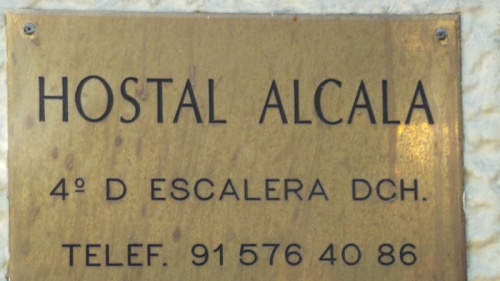 HOSTAL ALCALA
4º D ESCALERA DCH.
TELEF. 91 576 40 86